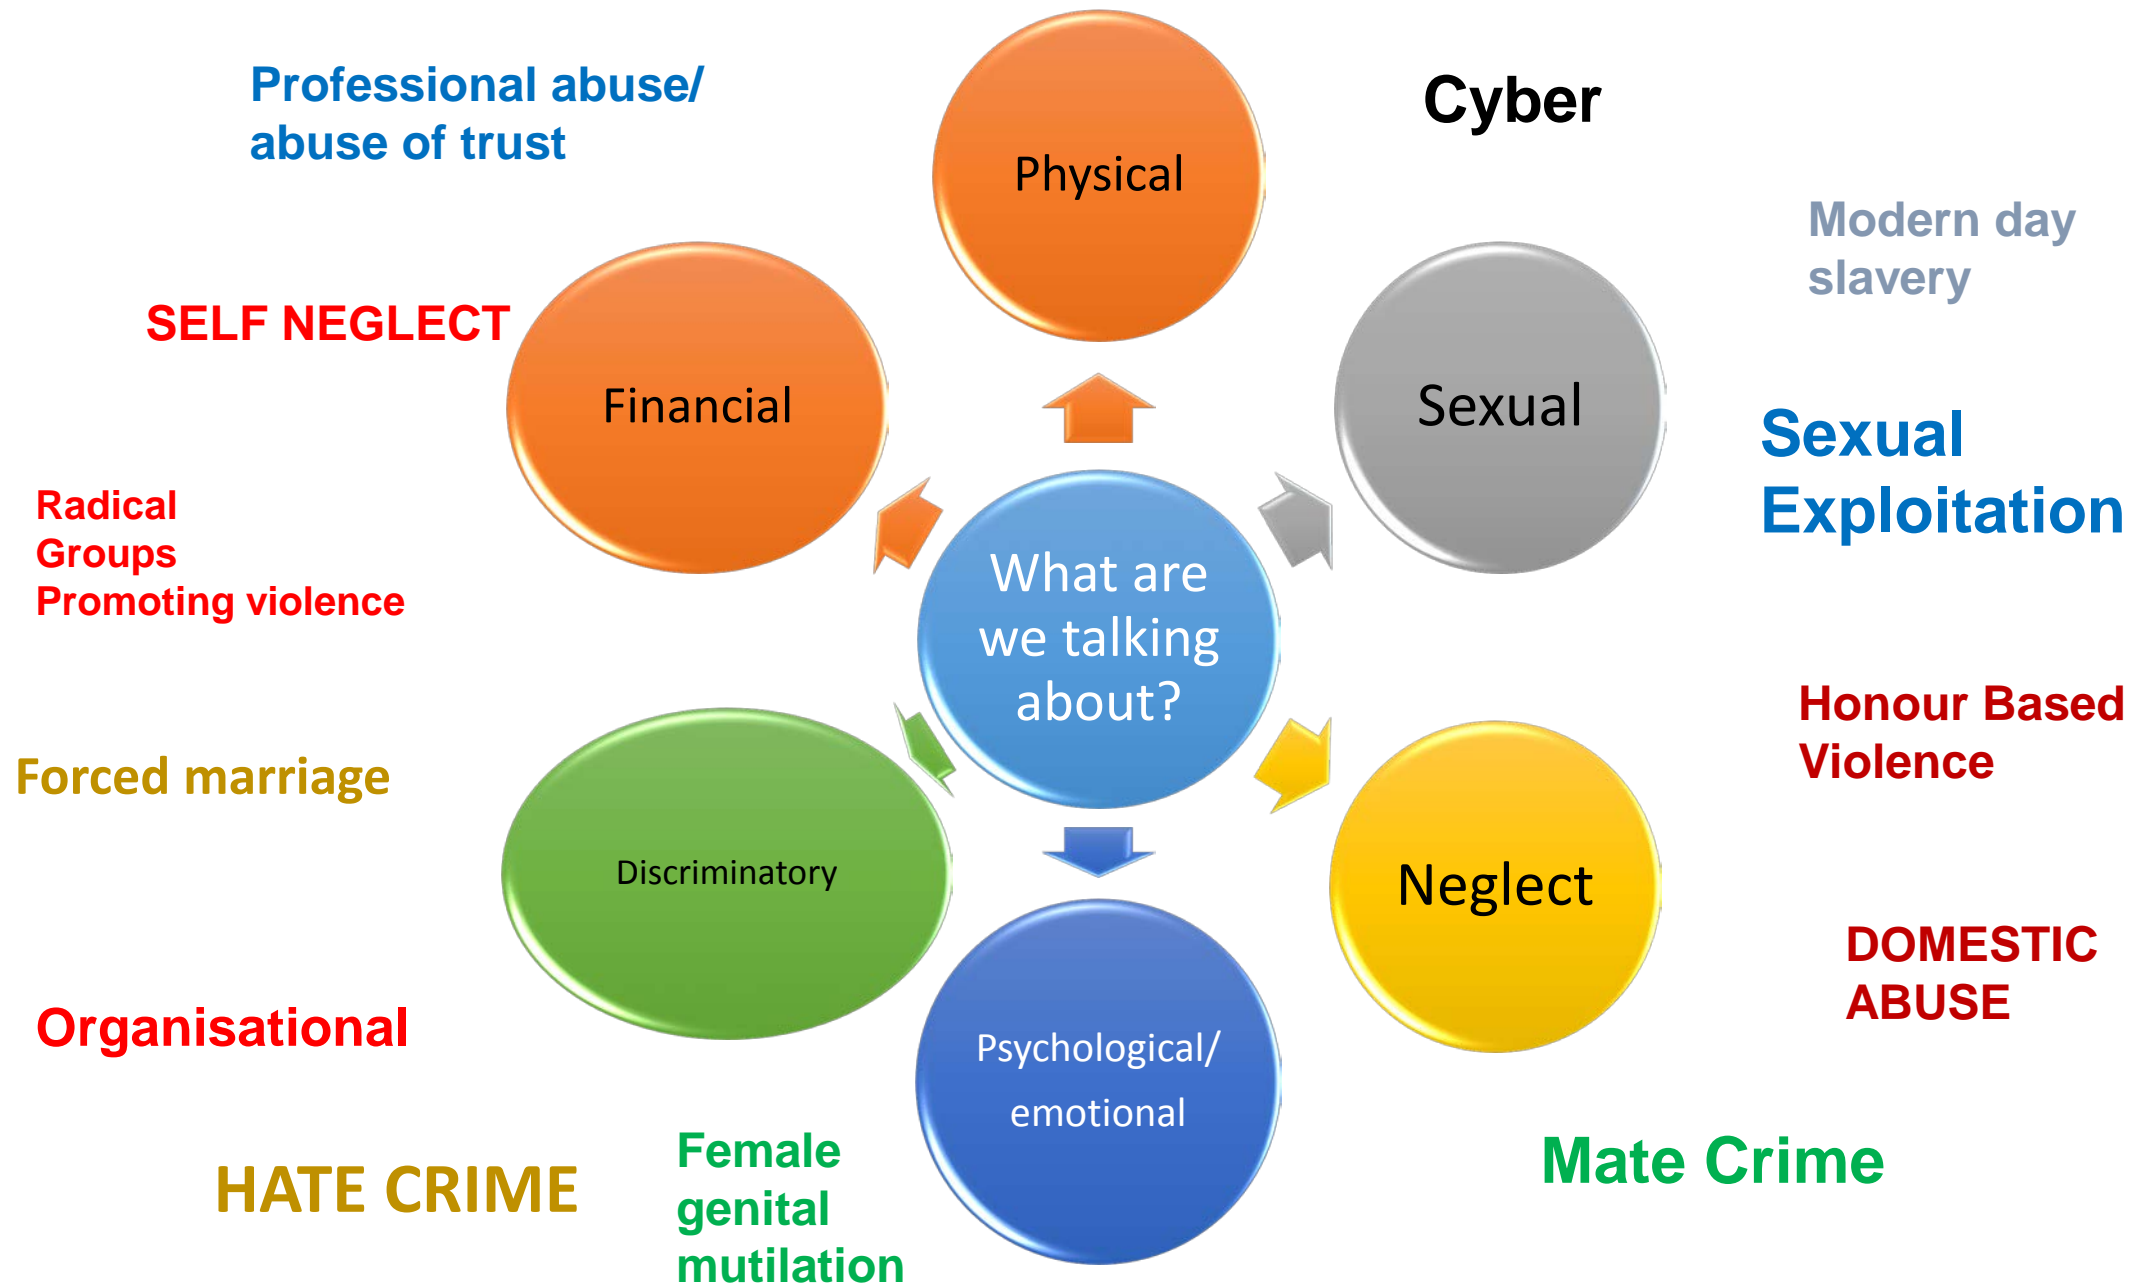 Professional abuse/
abuse of trust
Physical
Cyber
Modern day
slavery
SELF NEGLECT
Financial
Sexual
Sexual
Exploitation
Radical
Groups
Promoting violence
What are
we talking
about?
Honour Based
Violence
Forced marriage
Discriminatory
Neglect
DOMESTIC
ABUSE
Organisational
Psychological/
emotional
HATE CRIME
Female
genital
mutilation
Mate Crime